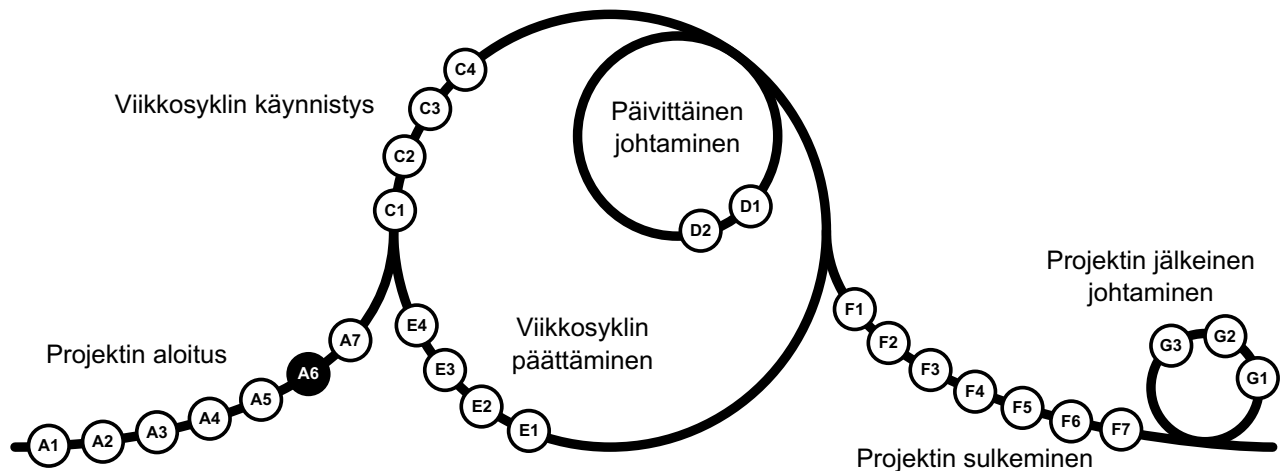 Viikkosyklin käynnistys
C4
C3
C2
C1
Päivittäinen
johtaminen
D1
D2
Projektin aloitus
A1
A2
A3
A4
A5
A6
A7
Viikkosyklin
päättäminen
E4
E3
E2
E1
F1
F2
F3
F4
F5
F6
F7
Projektin sulkeminen
Projektin jälkeinen
johtaminen
G3
G2
G1